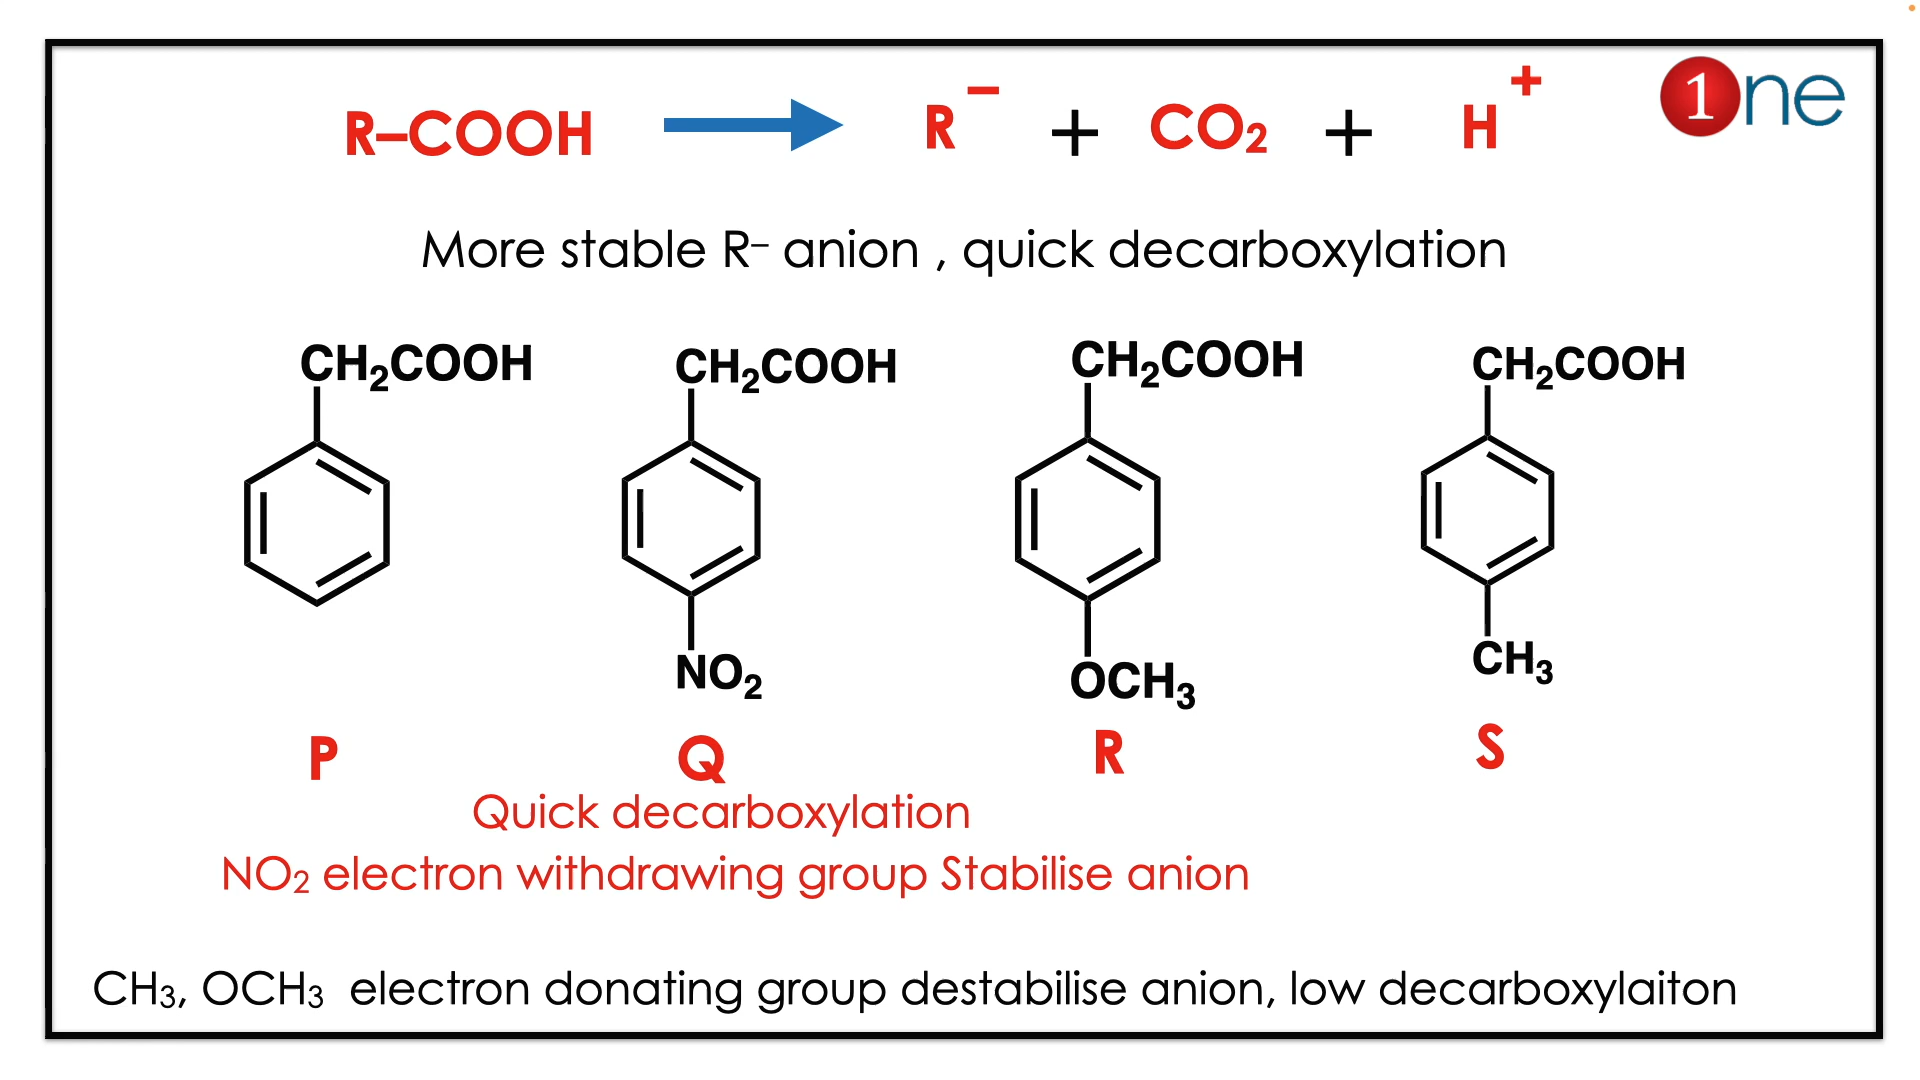 R–COOH → R⁻ + CO₂ + H⁺
1ne
More stable R⁻ anion , quick decarboxylation
CH₂COOH CH₂COOH CH₂COOH CH₂COOH
NO₂ OCH₃ CH₃
P Q R S
Quick decarboxylation
NO₂ electron withdrawing group Stabilise anion
CH₃, OCH₃ electron donating group destabilise anion, low decarboxylaiton